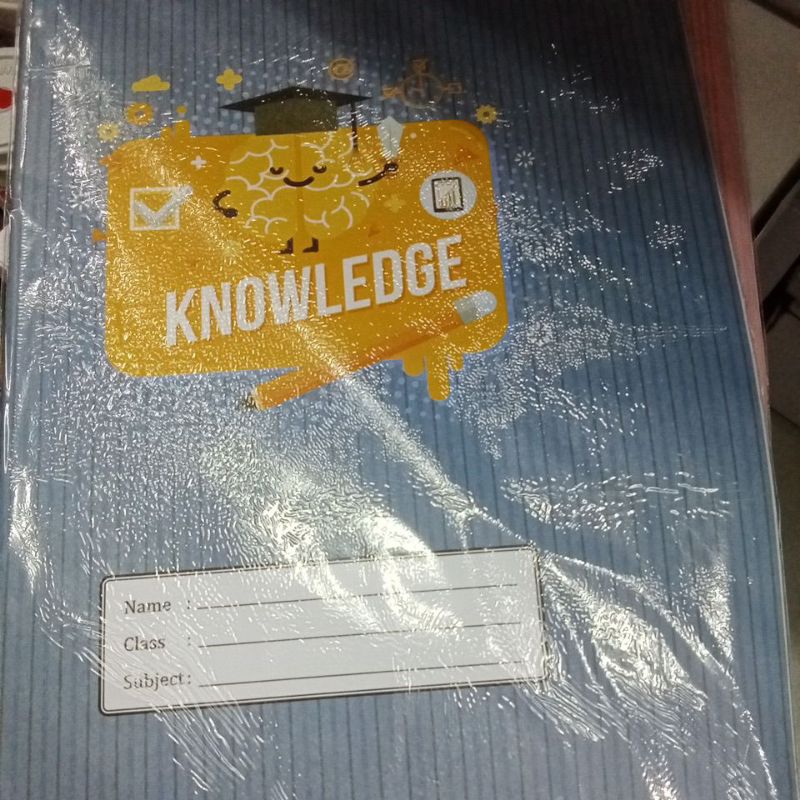 KNOWLEDGE
Name :
Class :
Subject: